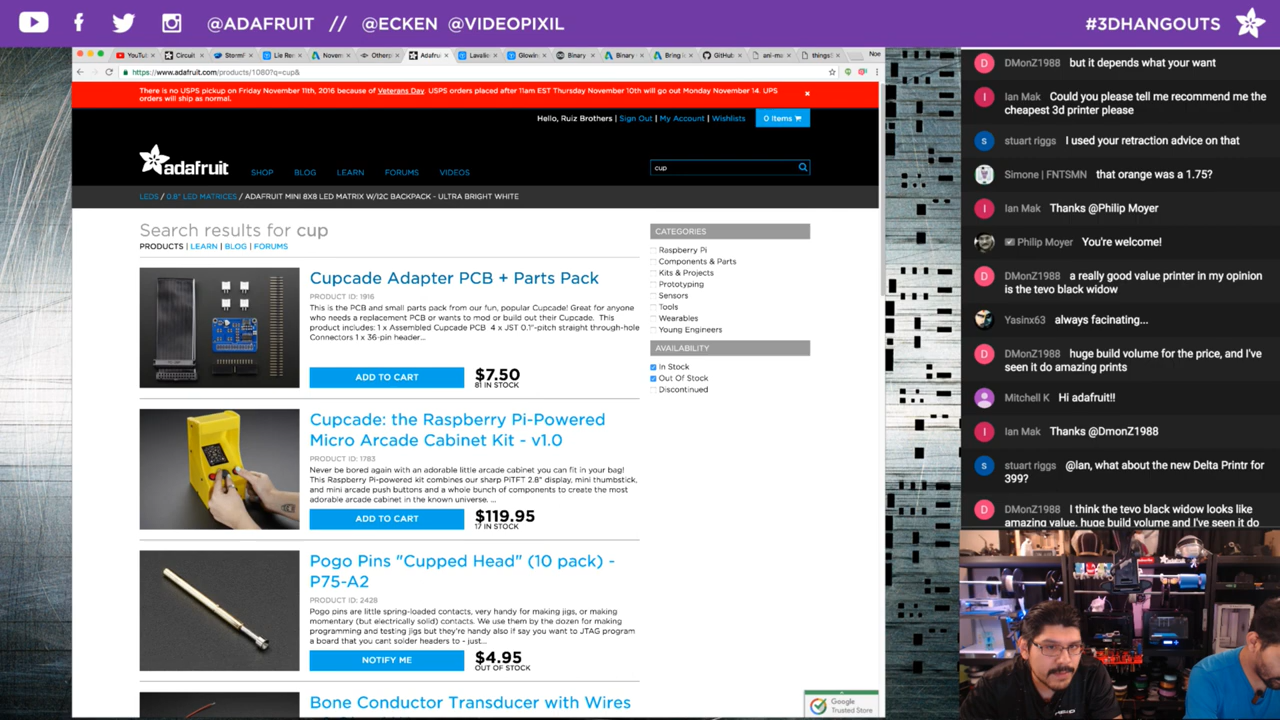 @ADAFRUIT // @ECKEN @VIDEOPIXIL
#3DHANGOUTS
YouTub
Circuit
StormF
Lie Re
Novem
Otherp
Adafru
Lavalie
Glowin
Binary
Binary
Bring
GitHub
ani-ma
things
Noe
https://www.adafruit.com/products/1080?q=cup&
There is no USPS pickup on Friday November 11th, 2016 because of Veterans Day. USPS orders placed after 11am EST Thursday November 10th will go out Monday November 14. UPS
orders will ship as normal.
Hello, Ruiz Brothers | Sign Out | My Account | Wishlists
0 Items
adafruit
SHOP BLOG LEARN FORUMS VIDEOS
cup
LEDS / 0.8" LED MATRICES / ADAFRUIT MINI 8X8 LED MATRIX W/I2C BACKPACK - ULTRA BRIGHT WHITE
Search results for cup
PRODUCTS | LEARN | BLOG | FORUMS
Cupcade Adapter PCB + Parts Pack
PRODUCT ID: 1916
This is the PCB and small parts pack from our fun, popular Cupcade! Great for anyone
who needs a replacement PCB or wants to mod or build out their Cupcade. This
product includes: 1 x Assembled Cupcade PCB 4 x JST 0.1"-pitch straight through-hole
Connectors 1 x 36-pin header...
ADD TO CART
$7.50
81 IN STOCK
Cupcade: the Raspberry Pi-Powered
Micro Arcade Cabinet Kit - v1.0
PRODUCT ID: 1783
Never be bored again with an adorable little arcade cabinet you can fit in your bag!
This Raspberry Pi-powered kit combines our sharp PiTFT 2.8" display, mini thumbstick,
and mini arcade push buttons and a whole bunch of components to create the most
adorable arcade cabinet in the known universe. ...
ADD TO CART
$119.95
17 IN STOCK
Pogo Pins "Cupped Head" (10 pack) -
P75-A2
PRODUCT ID: 2428
Pogo pins are little spring-loaded contacts, very handy for making jigs, or making
momentary (but electrically solid) contacts. We use them by the dozen for making
programming and testing jigs but they're handy also if say you want to JTAG program
a board that you cant solder headers to - just...
NOTIFY ME
$4.95
OUT OF STOCK
Bone Conductor Transducer with Wires
CATEGORIES
Raspberry Pi
Components & Parts
Kits & Projects
Prototyping
Sensors
Tools
Wearables
Young Engineers
AVAILABILITY
In Stock
Out Of Stock
Discontinued
Google
Trusted Store
D DMonZ1988 but it depends what your want
I Ian Mak Could you please tell me recommend me the
cheapest
S stuart riggs I used your retraction advice on that
Simone | FNTSMN that orange was a 1.75?
I Ian Mak Thanks @Philip Moyer
Philip Moyer You're welcome!
D DMonZ1988 a really good value printer in my opinion
is the tevo black widow
Yasin Sak always facinating...
D DMonZ1988 huge build volume for the price, and I've
seen it do amazing prints
Mitchell K Hi adafruit!!
I Ian Mak Thanks @DmonZ1988
S stuart riggs @Ian, what about the new Delta Printr for
399?
D DMonZ1988 I think the tevo black widow looks like
amazing value, huge build volume and I've seen it do